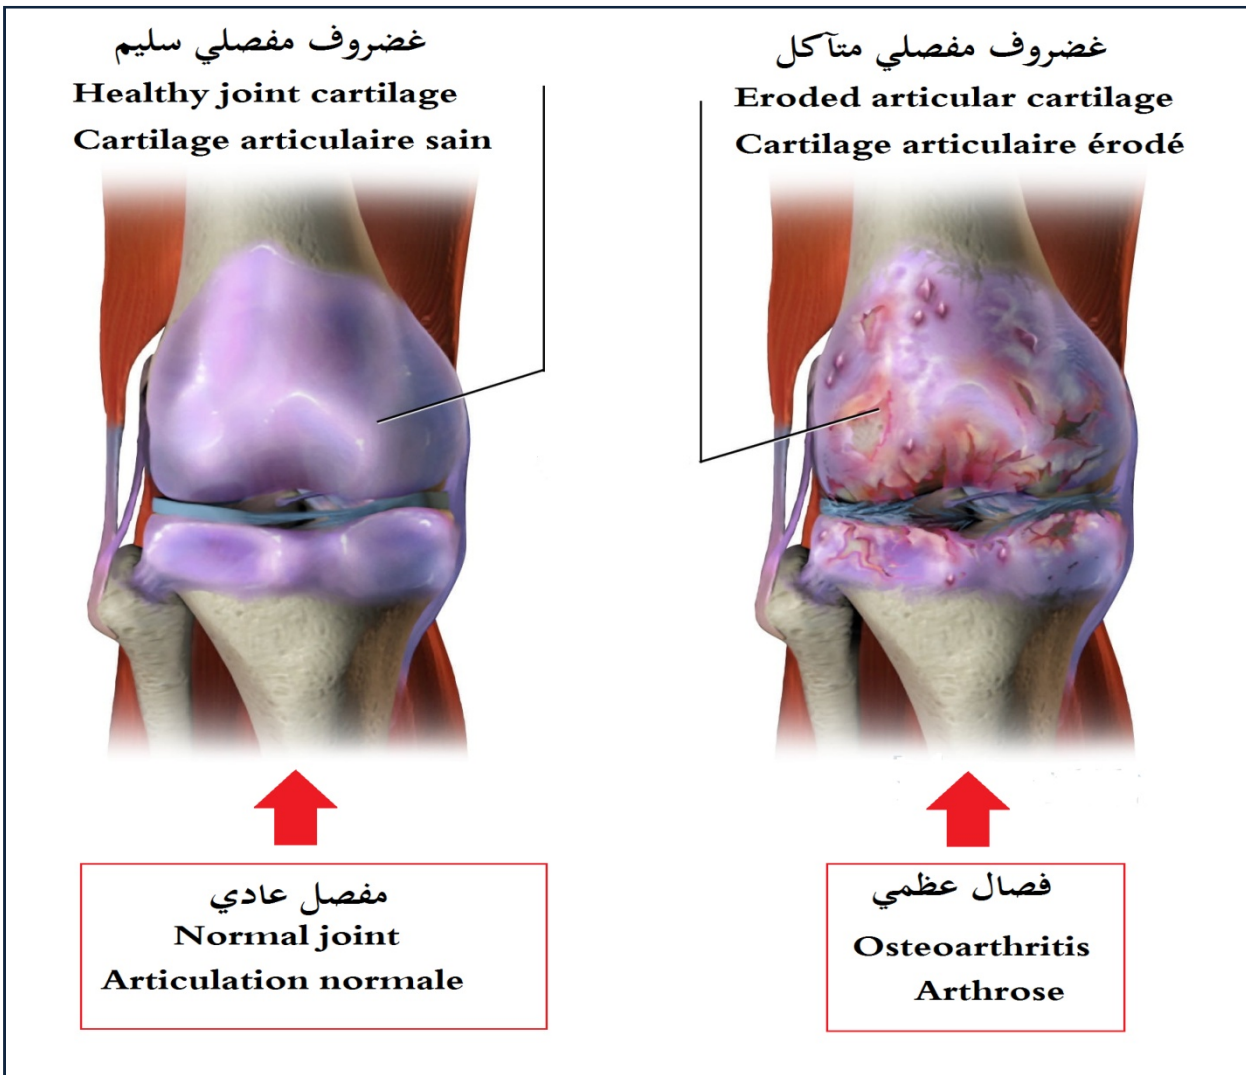 غضروف مفصلي سليم
Healthy joint cartilage
Cartilage articulaire sain
غضروف مفصلي متآكل
Eroded articular cartilage
Cartilage articulaire érodé
مفصل عادي
Normal joint
Articulation normale
فصال عظمي
Osteoarthritis
Arthrose